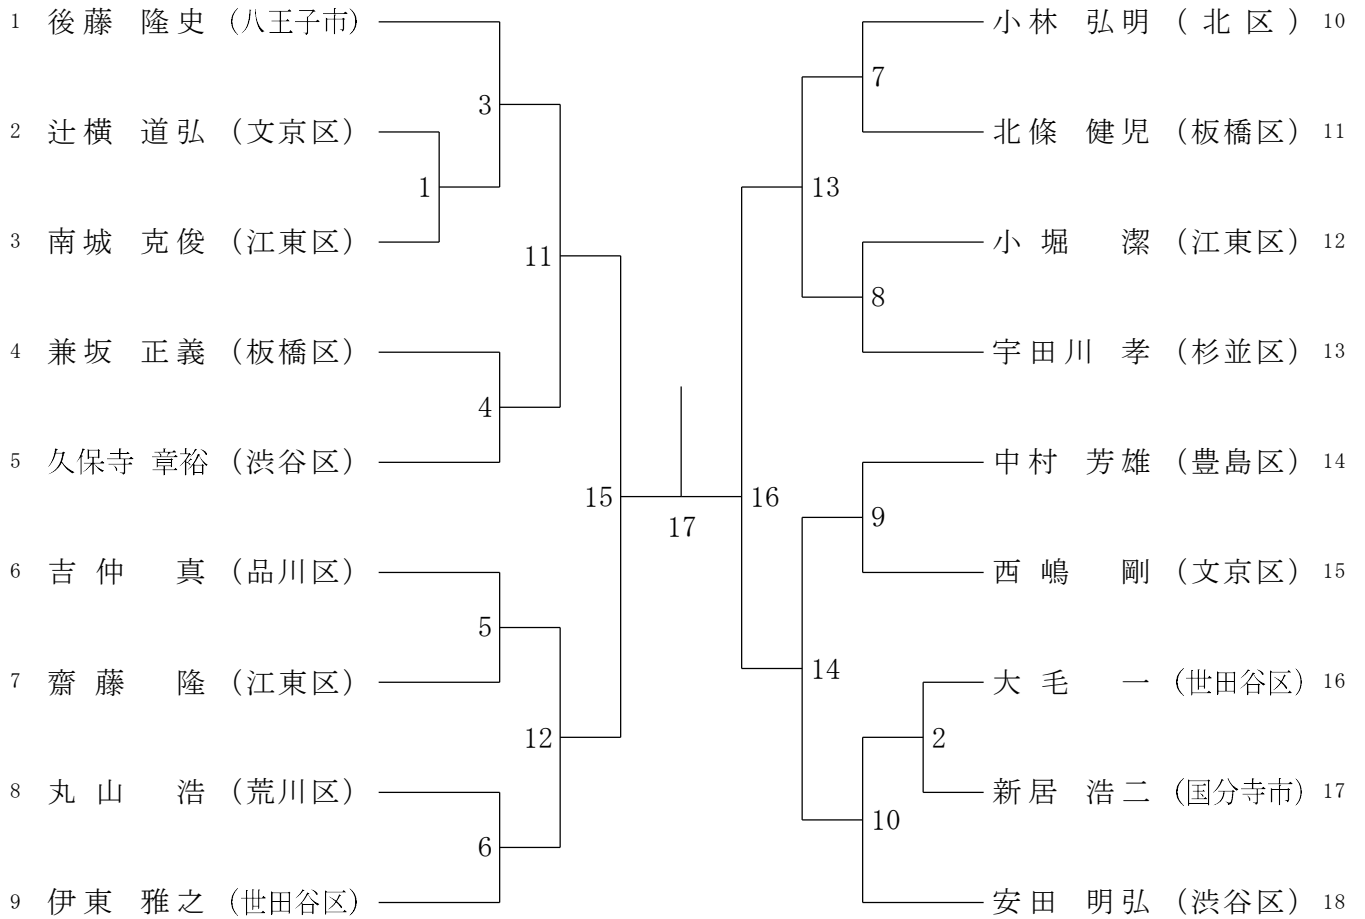 1 後藤 隆史 (八王子市)
2 辻横 道弘 (文京区)
3 南城 克俊 (江東区)
4 兼坂 正義 (板橋区)
5 久保寺 章裕 (渋谷区)
6 吉仲 真 (品川区)
7 齋藤 隆 (江東区)
8 丸山 浩 (荒川区)
9 伊東 雅之 (世田谷区)
3
1
11
4
15
5
12
6
17
16
7
13
8
9
14
2
10
小林 弘明 (北区) 10
北條 健児 (板橋区) 11
小堀 潔 (江東区) 12
宇田川 孝 (杉並区) 13
中村 芳雄 (豊島区) 14
西嶋 剛 (文京区) 15
大毛 一 (世田谷区) 16
新居 浩二 (国分寺市) 17
安田 明弘 (渋谷区) 18